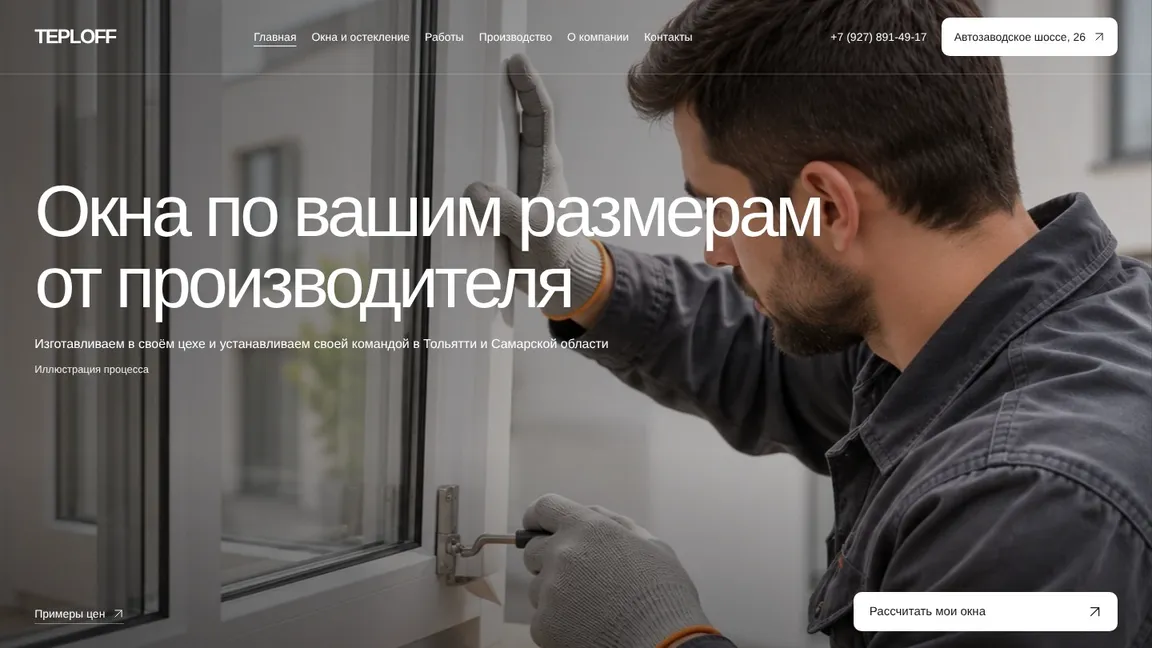 TEPLOFF
Главная Окна и остекление Работы Производство О компании Контакты
+7 (927) 891-49-17
Автозаводское шоссе, 26
Окна по вашим размерам
от производителя
Изготавливаем в своём цехе и устанавливаем своей командой в Тольятти и Самарской области
Иллюстрация процесса
Примеры цен
Рассчитать мои окна